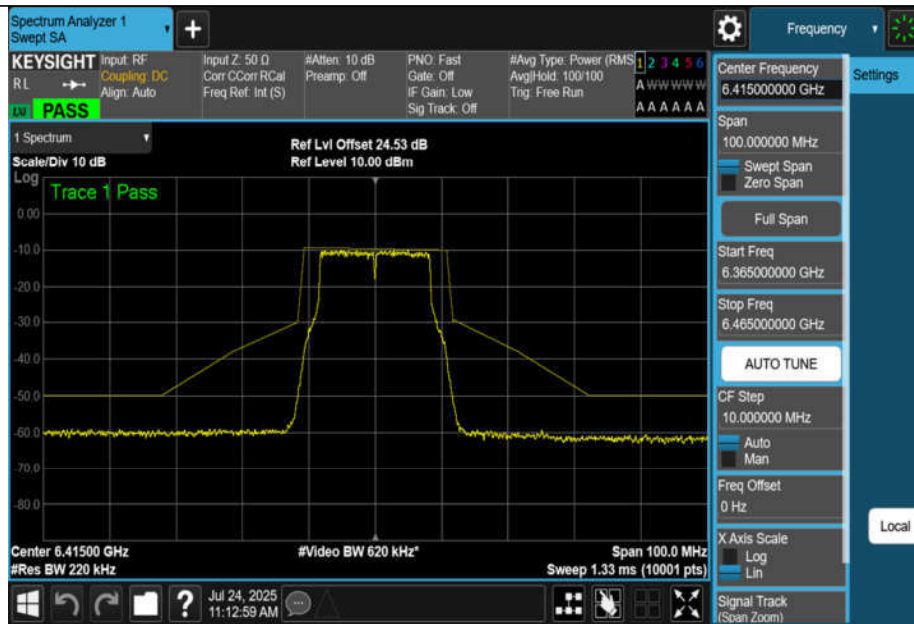 Spectrum Analyzer 1
Swept SA
Frequency
KEYSIGHT
RL
LXI
PASS
Input: RF
Coupling: DC
Align: Auto
Input Z: 50 Ω
Corr CCorr RCal
Freq Ref: Int (S)
#Atten: 10 dB
Preamp: Off
PNO: Fast
Gate: Off
IF Gain: Low
Sig Track: Off
#Avg Type: Power (RMS
Avg|Hold: 100/100
Trig: Free Run
1 2 3 4 5 6
A W W W W W
A A A A A A
1 Spectrum
Scale/Div 10 dB
Ref Lvl Offset 24.53 dB
Ref Level 10.00 dBm
Log
Trace 1 Pass
0.00
-10.0
-20.0
-30.0
-40.0
-50.0
-60.0
-70.0
-80.0
Center 6.41500 GHz
#Res BW 220 kHz
#Video BW 620 kHz*
Span 100.0 MHz
Sweep 1.33 ms (10001 pts)
Jul 24, 2025
11:12:59 AM
Center Frequency
6.415000000 GHz
Span
100.000000 MHz
Swept Span
Zero Span
Full Span
Start Freq
6.365000000 GHz
Stop Freq
6.465000000 GHz
AUTO TUNE
CF Step
10.000000 MHz
Auto
Man
Freq Offset
0 Hz
X Axis Scale
Log
Lin
Signal Track
(Span Zoom)
Settings
Local